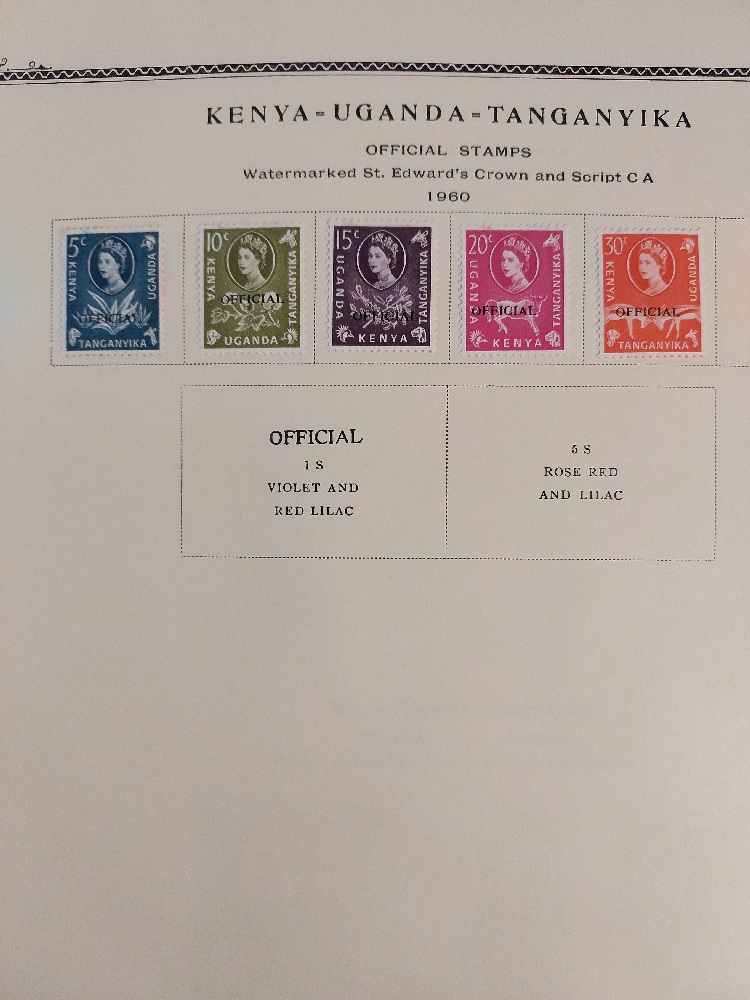 KENYA-UGANDA-TANGANYIKA
OFFICIAL STAMPS
Watermarked St. Edward's Crown and Script C A
1960
5c KENYA UGANDA OFFICIAL TANGANYIKA
10c KENYA TANGANYIKA OFFICIAL UGANDA
15c UGANDA TANGANYIKA OFFICIAL KENYA
20c UGANDA TANGANYIKA OFFICIAL KENYA
30c KENYA UGANDA OFFICIAL TANGANYIKA
OFFICIAL
1 S
VIOLET AND
RED LILAC
5 S
ROSE RED
AND LILAC